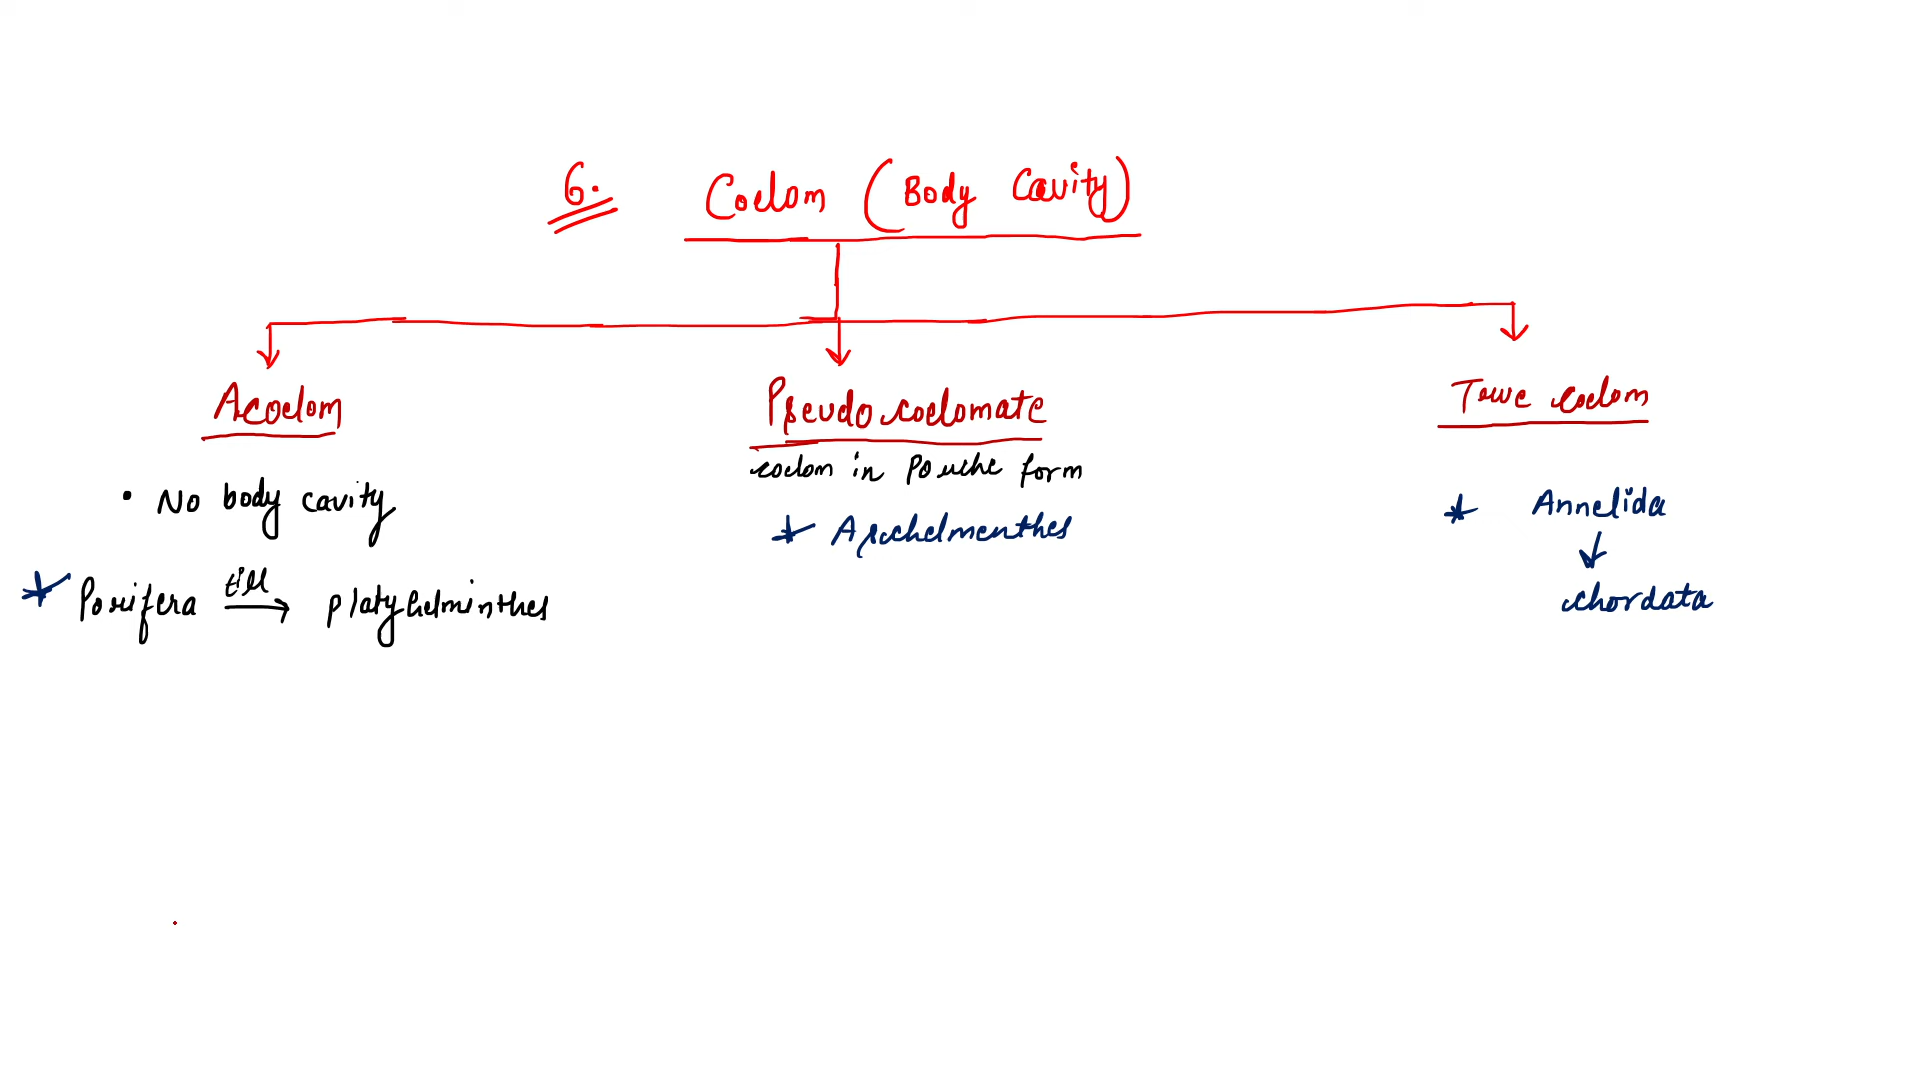 6. Coelom (Body Cavity)
Acoelom
Pseudocoelomate
True coelom
• No body cavity
coelom in Pouche form
* Aschelmenthes
* Annelida
↓
chordata
* Porifera till → platyhelminthes